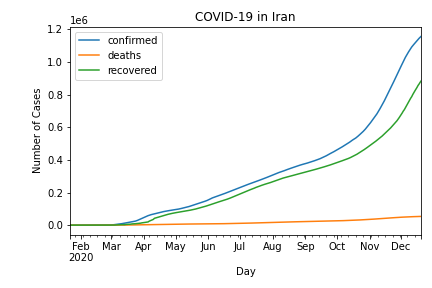 COVID-19 in Iran
1e6
confirmed
deaths
recovered
1.2
1.0
0.8
0.6
0.4
0.2
0.0
Number of Cases
Feb Mar Apr May Jun Jul Aug Sep Oct Nov Dec
2020
Day